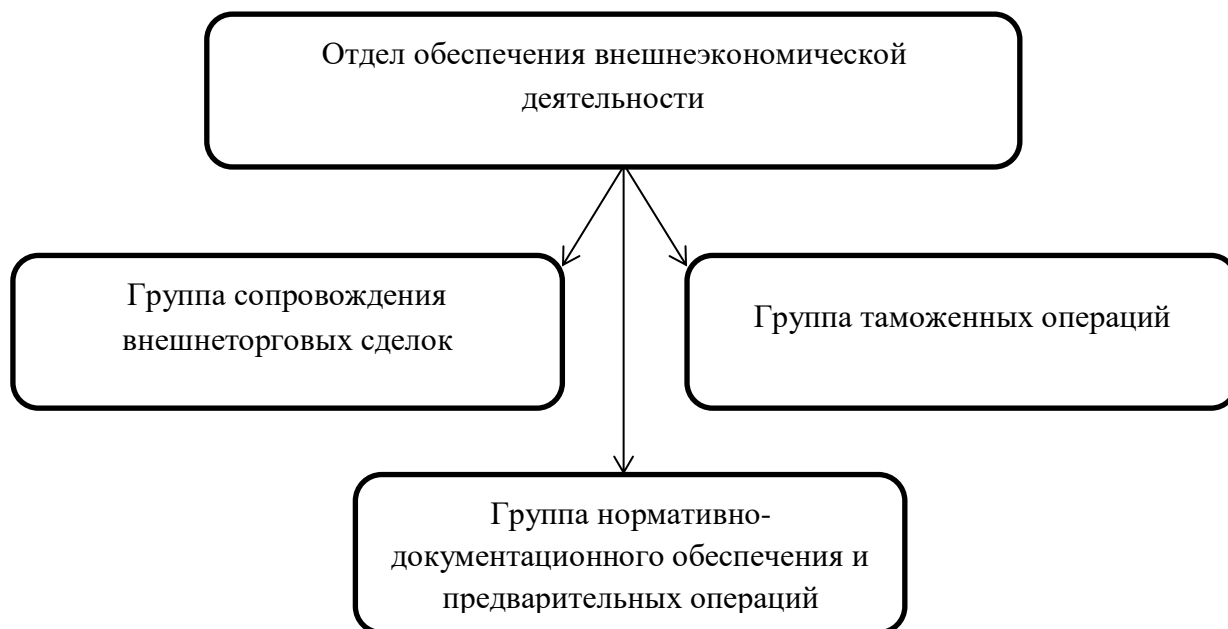 Отдел обеспечения внешнеэкономической
деятельности
Группа сопровождения
внешнеторговых сделок
Группа таможенных операций
Группа нормативно-
документационного обеспечения и
предварительных операций